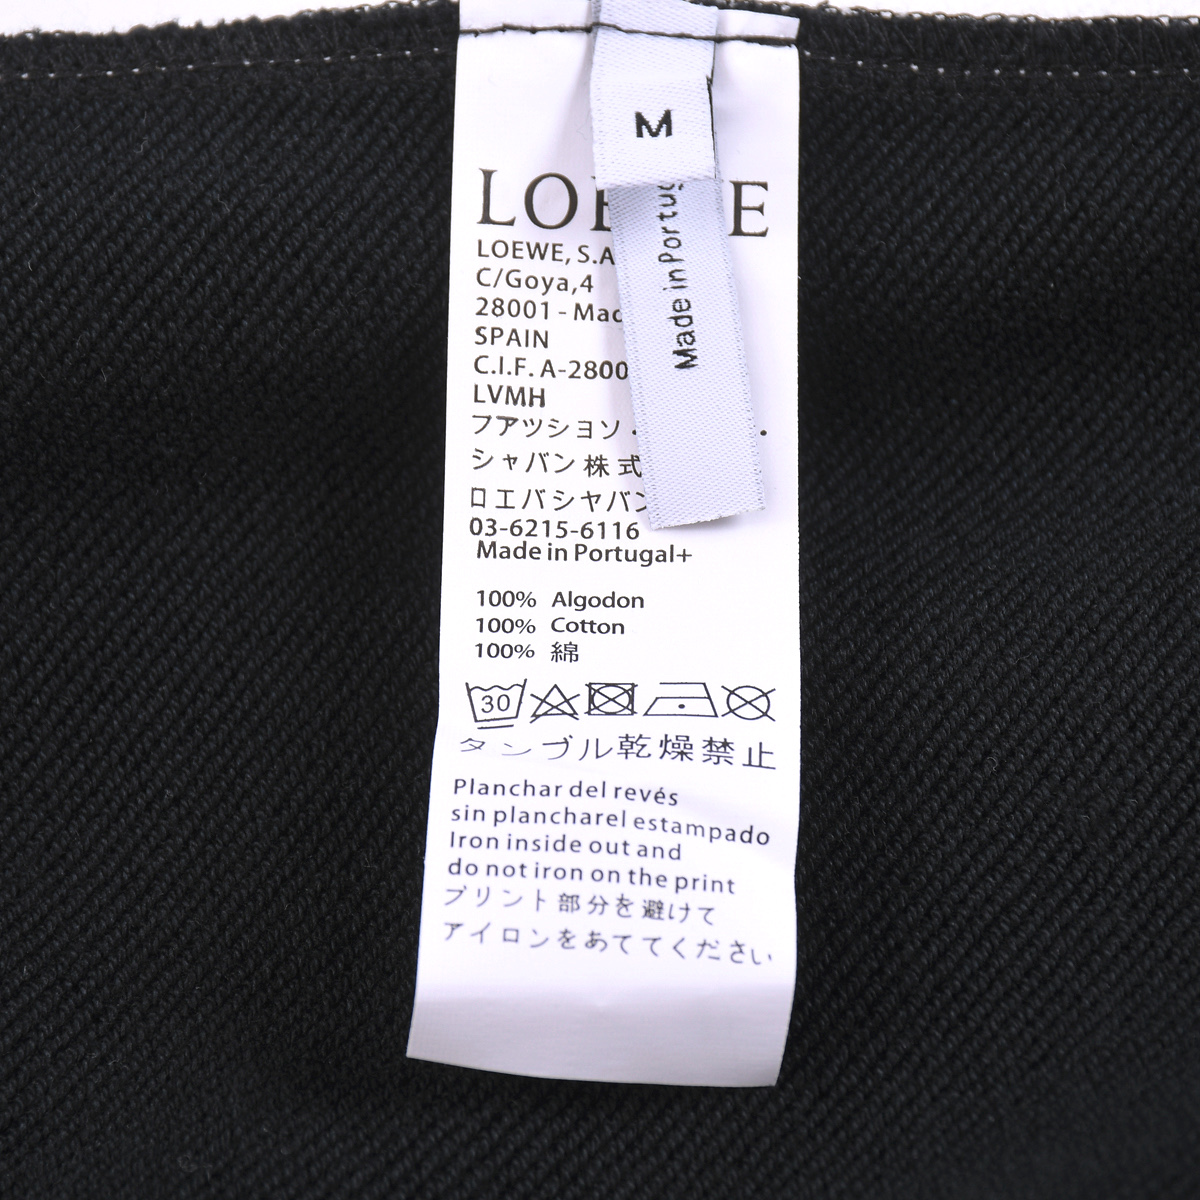 M
Made in Portug
LOEWE
LOEWE, S.A
C/Goya,4
28001 - Mad
SPAIN
C.I.F. A-2800
LVMH
フアツシヨソ・
シャバン 株 式
ロエバシヤバン
03-6215-6116
Made in Portugal+
100% Algodon
100% Cotton
100% 綿
30
タンブル乾燥禁止
Planchar del revés
sin plancharel estampado
Iron inside out and
do not iron on the print
プリント部分を避けて
アイロンをあててください